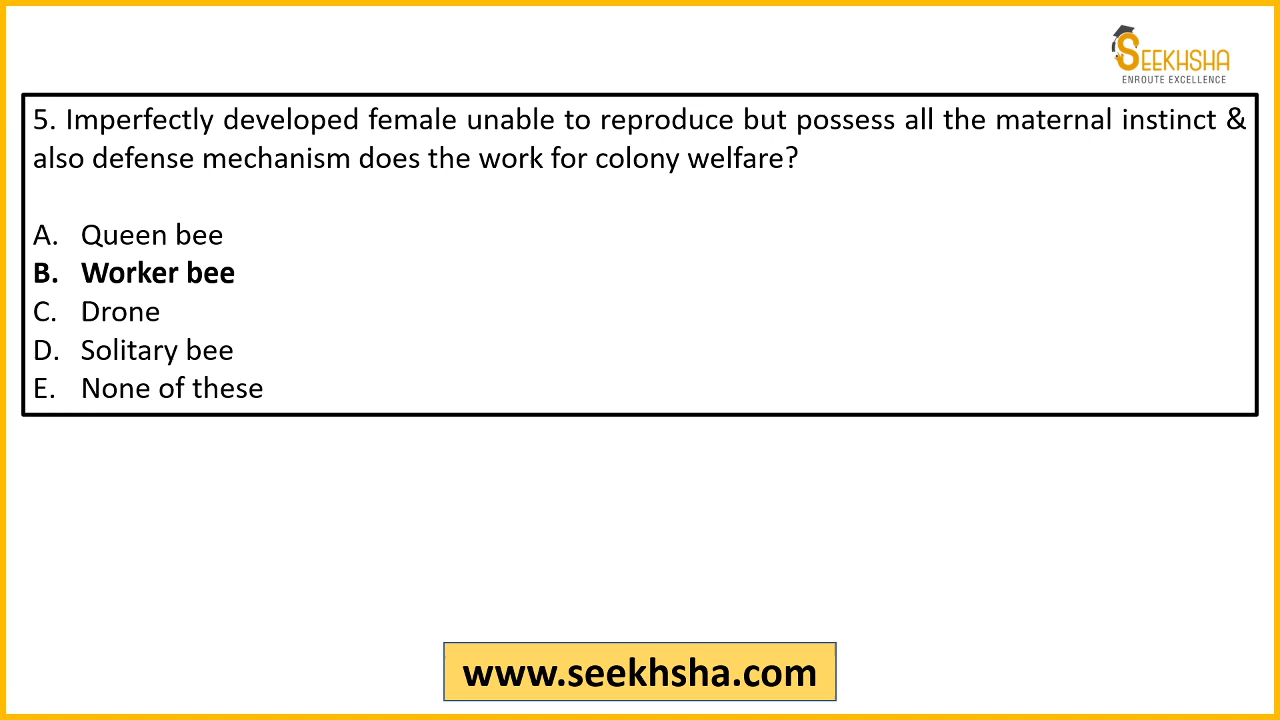 SEEKHSHA
ENROUTE EXCELLENCE
5. Imperfectly developed female unable to reproduce but possess all the maternal instinct &
also defense mechanism does the work for colony welfare?
A. Queen bee
B. Worker bee
C. Drone
D. Solitary bee
E. None of these
www.seekhsha.com